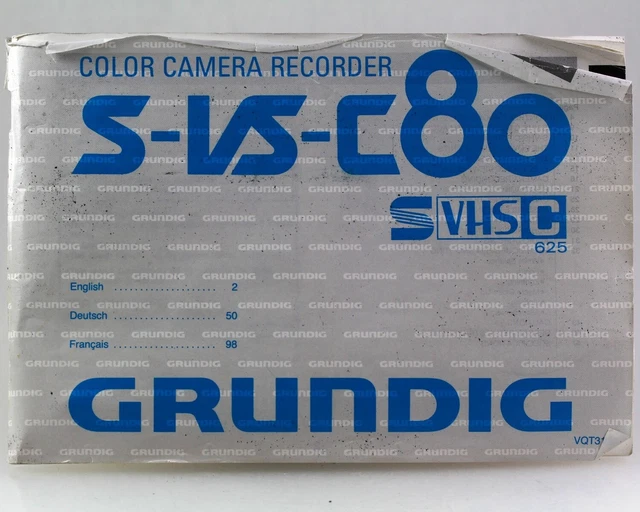 COLOR CAMERA RECORDER
S-VS-C80
S VHS C
625
English .................... 2
Deutsch .................... 50
Français .................... 98
GRUNDIG